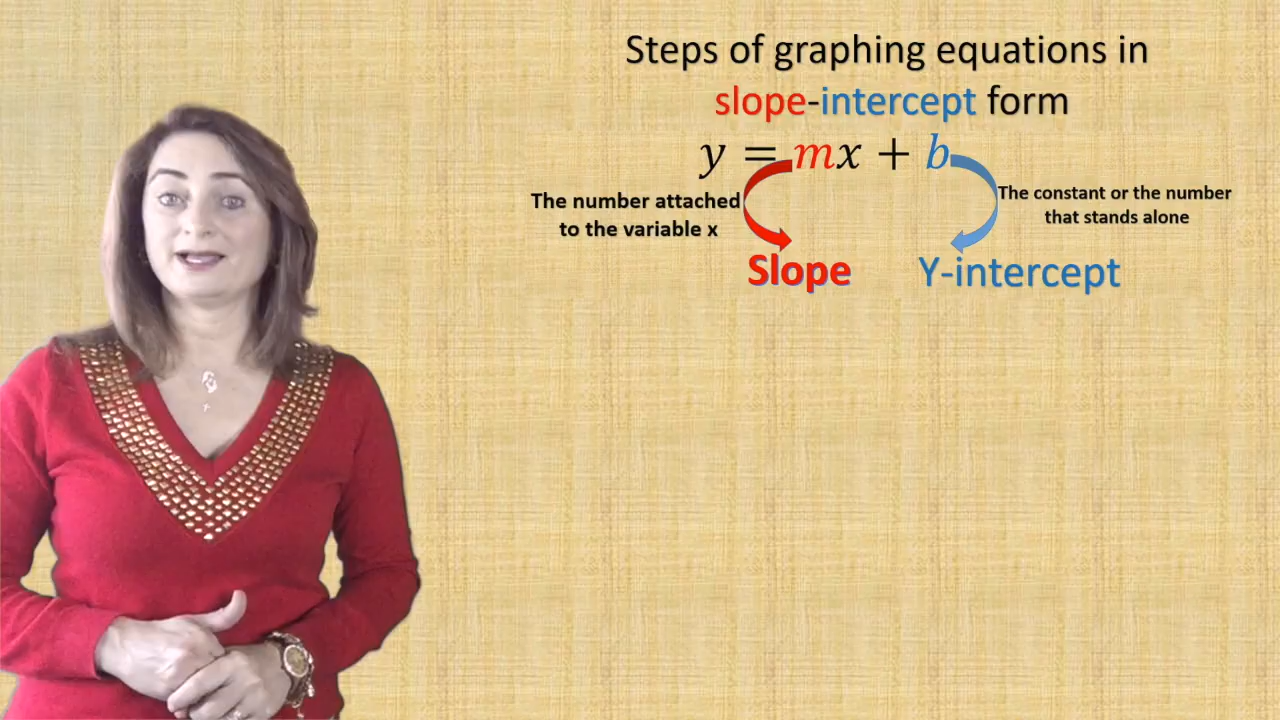 Steps of graphing equations in
slope-intercept form
y = mx + b
The number attached
to the variable x
The constant or the number
that stands alone
Slope
Y-intercept